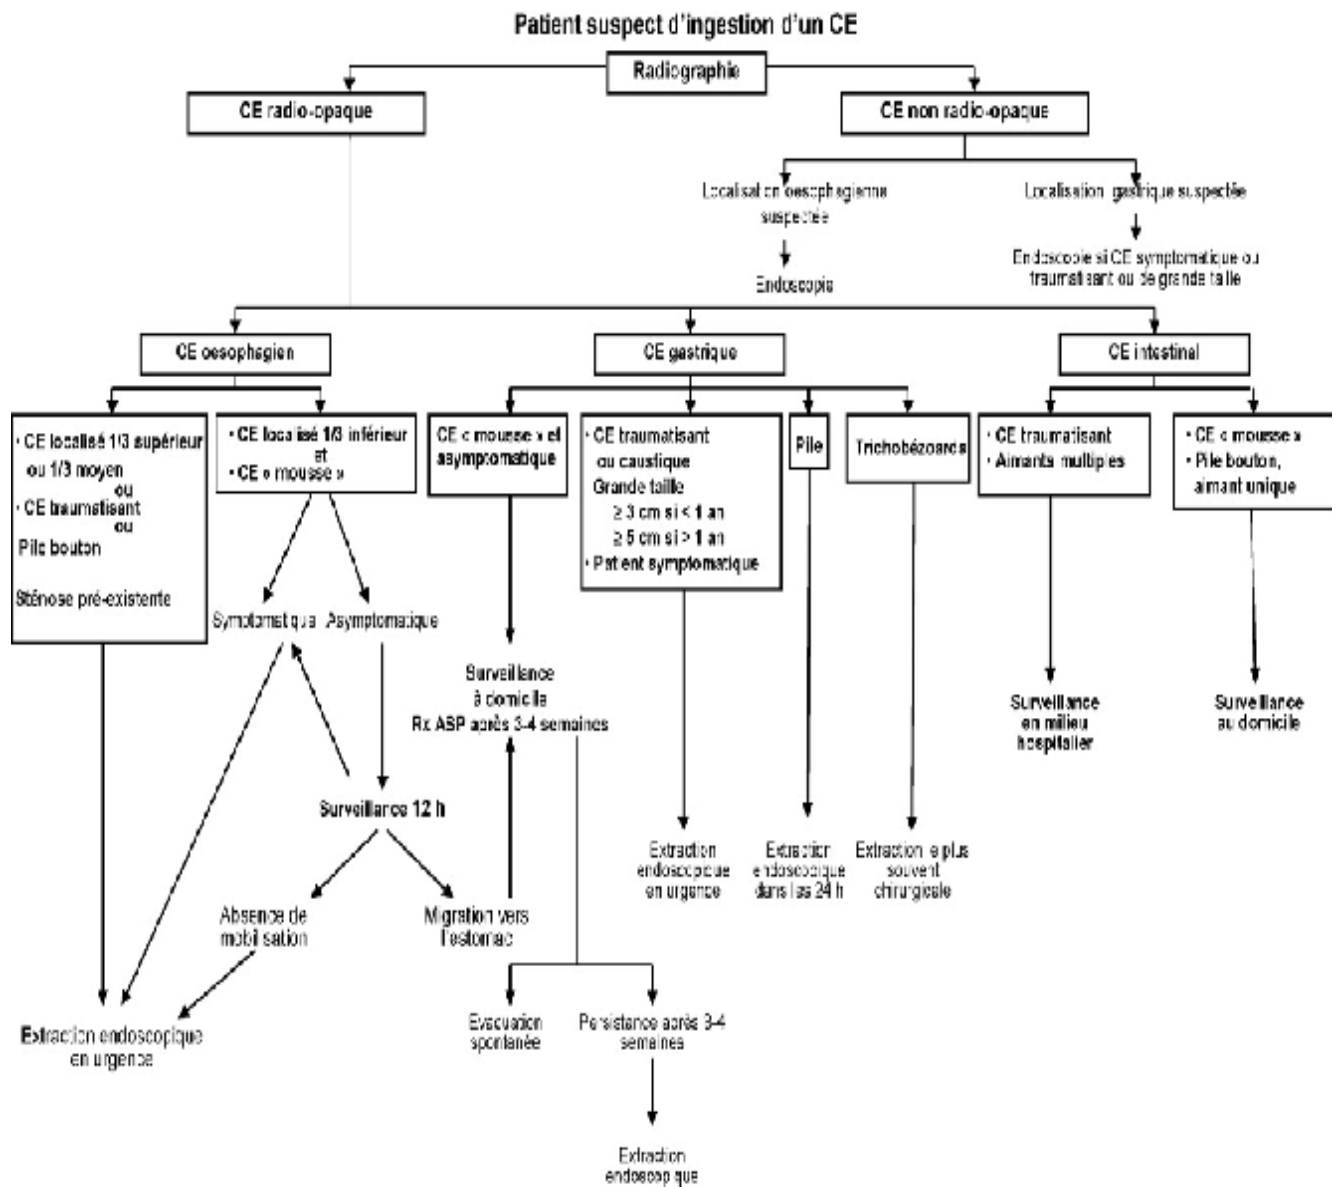 Patient suspect d'ingestion d'un CE
Radiographie
CE radio-opaque
CE non radio-opaque
Localisation oesophagienne
suspectée
Localisation gastrique suspectée
Endoscopie
Endoscopie si CE symptomatique ou
traumatisant ou de grande taille
CE oesophagien
CE gastrique
CE intestinal
· CE localisé 1/3 supérieur
ou 1/3 moyen
ou
· CE traumatisant
ou
Pile bouton
Sténose pré-existente
· CE localisé 1/3 inférieur
et
· CE « mousse »
CE « mousse » et
asymptomatique
· CE traumatisant
ou caustique
Grande taille
≥ 3 cm si < 1 an
≥ 5 cm si > 1 an
· Patient symptomatique
Pile
Trichobézoards
· CE traumatisant
· Aimants multiples
· CE « mousse »
· Pile bouton,
aimant unique
Symptomatique
Asymptomatique
Surveillance
à domicile
Rx ASP après 3-4 semaines
Surveillance
en milieu
hospitalier
Surveillance
au domicile
Surveillance 12 h
Extraction
endoscopique
en urgence
Extraction
endoscopique
dans les 24 h
Extraction le plus
souvent
chirurgicale
Absence de
mobilisation
Migration vers
l'estomac
Extraction endoscopique
en urgence
Evacuation
spontanée
Persistance après 3-4
semaines
Extraction
endoscopique